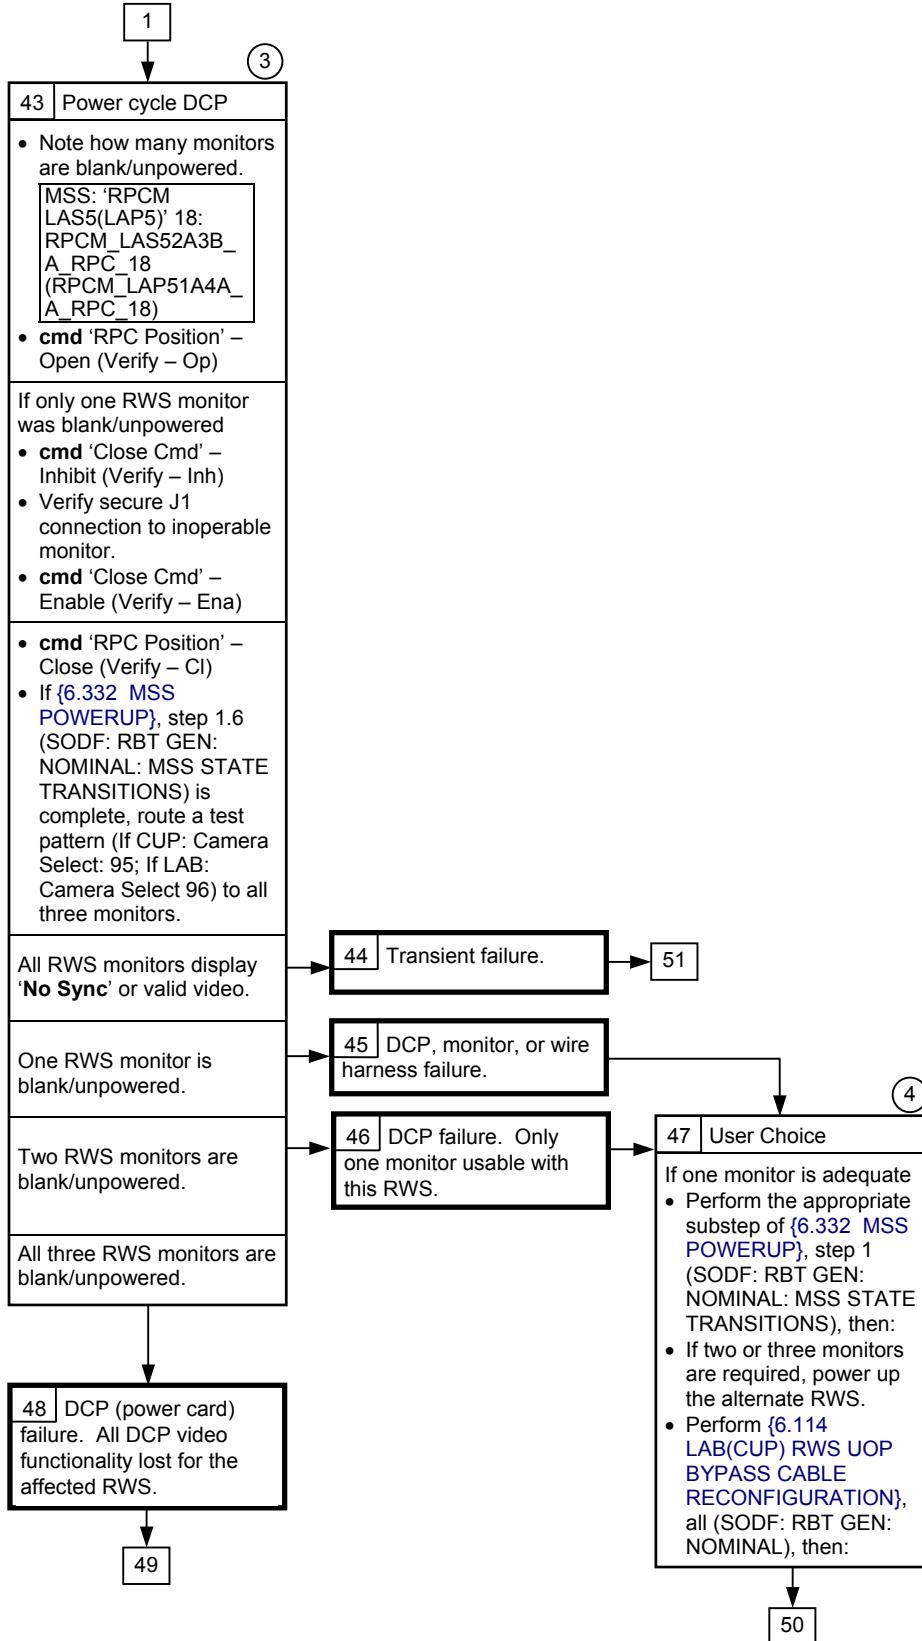 1
3
43 Power cycle DCP
• Note how many monitors
are blank/unpowered.
MSS: ‘RPCM
LAS5(LAP5)’ 18:
RPCM_LAS52A3B_
A_RPC_18
(RPCM_LAP51A4A_
A_RPC_18)
• cmd ‘RPC Position’ –
Open (Verify – Op)
If only one RWS monitor
was blank/unpowered
• cmd ‘Close Cmd’ –
Inhibit (Verify – Inh)
• Verify secure J1
connection to inoperable
monitor.
• cmd ‘Close Cmd’ –
Enable (Verify – Ena)
• cmd ‘RPC Position’ –
Close (Verify – Cl)
• If {6.332 MSS
POWERUP}, step 1.6
(SODF: RBT GEN:
NOMINAL: MSS STATE
TRANSITIONS) is
complete, route a test
pattern (If CUP: Camera
Select: 95; If LAB:
Camera Select 96) to all
three monitors.
All RWS monitors display
‘No Sync’ or valid video.
44 Transient failure.
51
One RWS monitor is
blank/unpowered.
45 DCP, monitor, or wire
harness failure.
Two RWS monitors are
blank/unpowered.
46 DCP failure. Only
one monitor usable with
this RWS.
All three RWS monitors are
blank/unpowered.
4
47 User Choice
If one monitor is adequate
• Perform the appropriate
substep of {6.332 MSS
POWERUP}, step 1
(SODF: RBT GEN:
NOMINAL: MSS STATE
TRANSITIONS), then:
• If two or three monitors
are required, power up
the alternate RWS.
• Perform {6.114
LAB(CUP) RWS UOP
BYPASS CABLE
RECONFIGURATION},
all (SODF: RBT GEN:
NOMINAL), then:
50
48 DCP (power card)
failure. All DCP video
functionality lost for the
affected RWS.
49